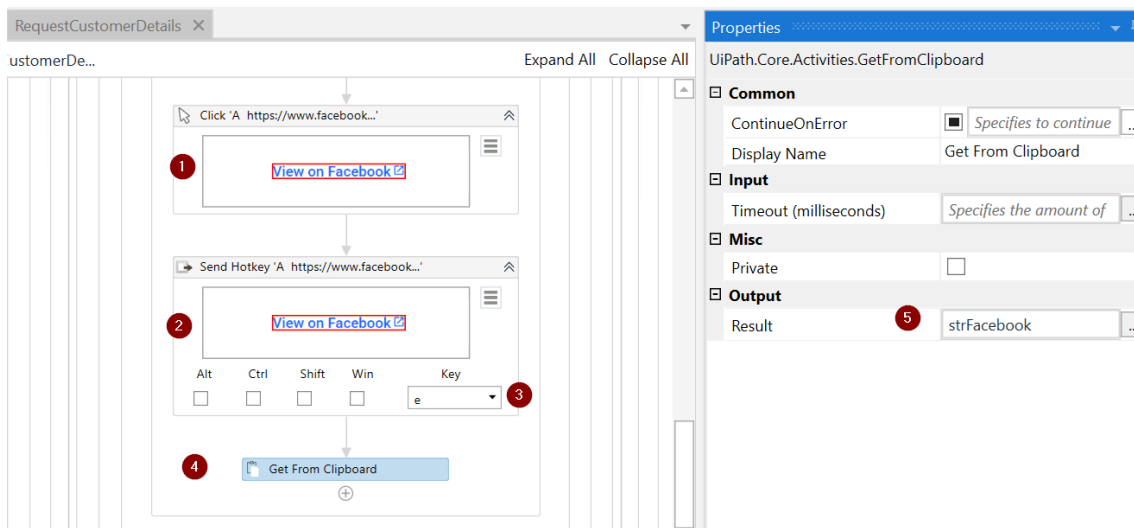 RequestCustomerDetails
ustomerDe...
Expand All Collapse All
Click 'A https://www.facebook...'
1
View on Facebook
Send Hotkey 'A https://www.facebook...'
2
View on Facebook
Alt Ctrl Shift Win Key
e
3
4
Get From Clipboard
Properties
UiPath.Core.Activities.GetFromClipboard
Common
ContinueOnError Specifies to continue ...
Display Name Get From Clipboard
Input
Timeout (milliseconds) Specifies the amount of ...
Misc
Private
Output
Result 5 strFacebook ...